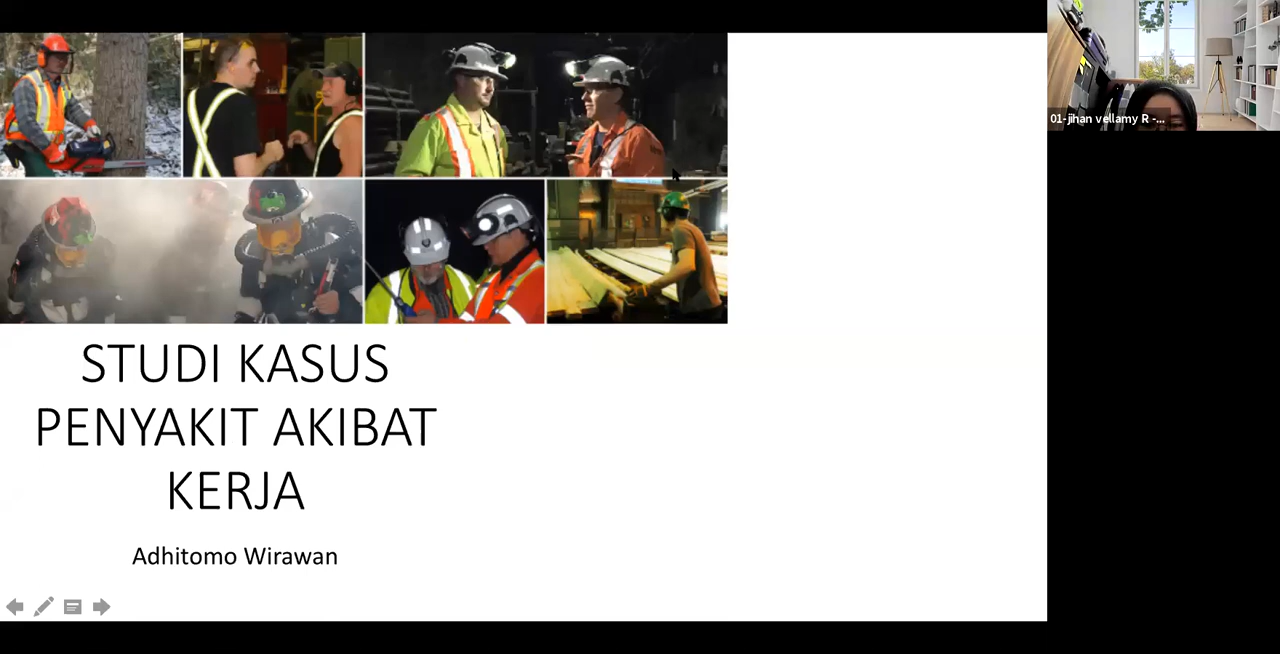 STUDI KASUS
PENYAKIT AKIBAT
KERJA
Adhitomo Wirawan
01-jihan vellamy R -...